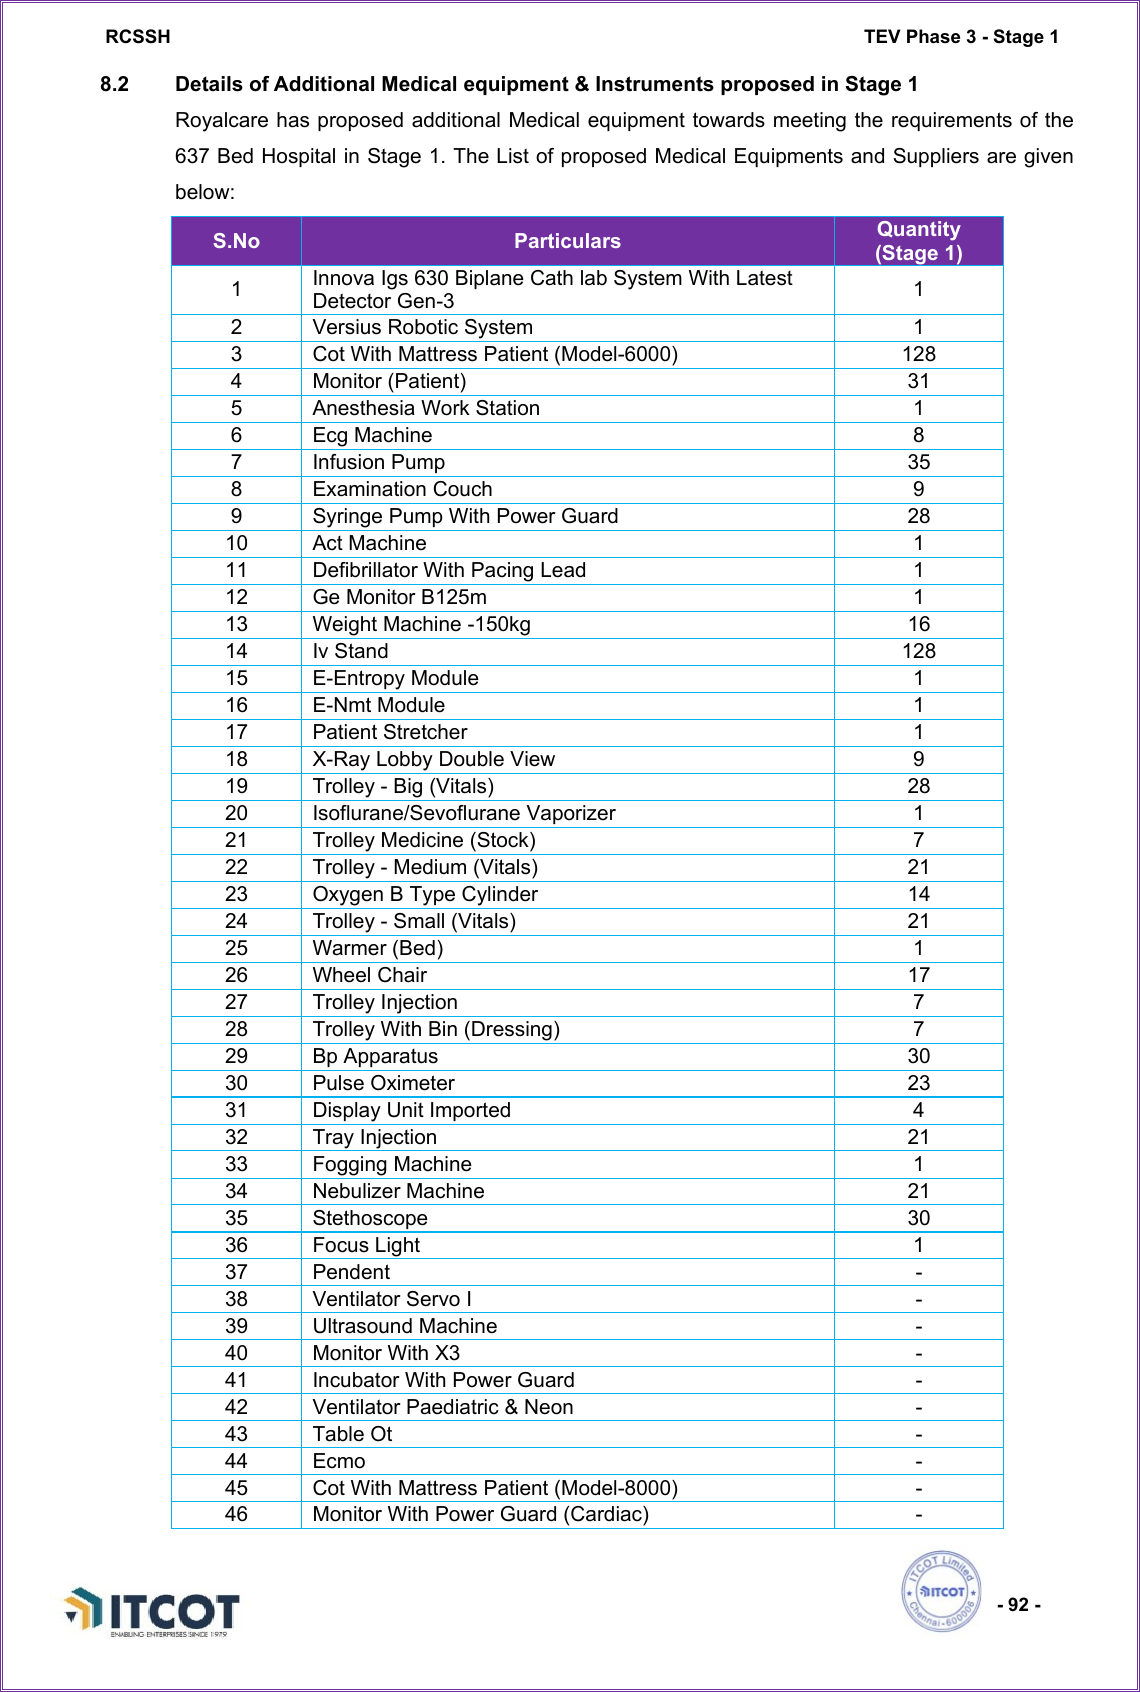 RCSSH TEV Phase 3 - Stage 1
8.2 Details of Additional Medical equipment & Instruments proposed in Stage 1
Royalcare has proposed additional Medical equipment towards meeting the requirements of the
637 Bed Hospital in Stage 1. The List of proposed Medical Equipments and Suppliers are given
below:
S.No Particulars Quantity (Stage 1)
1 Innova Igs 630 Biplane Cath lab System With Latest Detector Gen-3 1
2 Versius Robotic System 1
3 Cot With Mattress Patient (Model-6000) 128
4 Monitor (Patient) 31
5 Anesthesia Work Station 1
6 Ecg Machine 8
7 Infusion Pump 35
8 Examination Couch 9
9 Syringe Pump With Power Guard 28
10 Act Machine 1
11 Defibrillator With Pacing Lead 1
12 Ge Monitor B125m 1
13 Weight Machine -150kg 16
14 Iv Stand 128
15 E-Entropy Module 1
16 E-Nmt Module 1
17 Patient Stretcher 1
18 X-Ray Lobby Double View 9
19 Trolley - Big (Vitals) 28
20 Isoflurane/Sevoflurane Vaporizer 1
21 Trolley Medicine (Stock) 7
22 Trolley - Medium (Vitals) 21
23 Oxygen B Type Cylinder 14
24 Trolley - Small (Vitals) 21
25 Warmer (Bed) 1
26 Wheel Chair 17
27 Trolley Injection 7
28 Trolley With Bin (Dressing) 7
29 Bp Apparatus 30
30 Pulse Oximeter 23
31 Display Unit Imported 4
32 Tray Injection 21
33 Fogging Machine 1
34 Nebulizer Machine 21
35 Stethoscope 30
36 Focus Light 1
37 Pendent -
38 Ventilator Servo I -
39 Ultrasound Machine -
40 Monitor With X3 -
41 Incubator With Power Guard -
42 Ventilator Paediatric & Neon -
43 Table Ot -
44 Ecmo -
45 Cot With Mattress Patient (Model-8000) -
46 Monitor With Power Guard (Cardiac) -
ITCOT
ENABLING ENTERPRISES SINCE 1979
ITCOT Limited
ITCOT
Chennai-600006
- 92 -